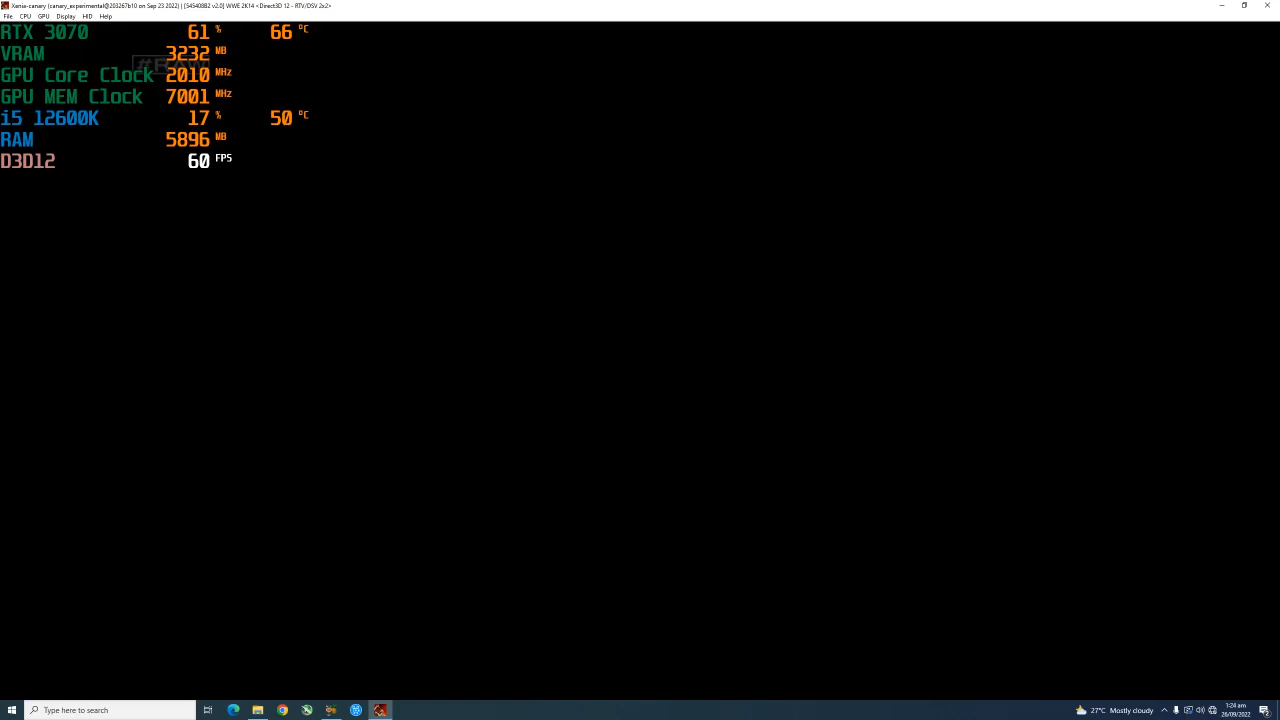 Xenia-canary (canary_experimental@203267b10 on Sep 23 2022) | [545408B2 v2.0] WWE 2K14 <Direct3D 12 - RTV/DSV 2x2>
File CPU GPU Display HID Help
RTX 3070 61 % 66 °C
VRAM 3232 MB
#RAW
GPU Core Clock 2010 MHz
GPU MEM Clock 7001 MHz
i5 12600K 17 % 50 °C
RAM 5896 MB
D3D12 60 FPS
Type here to search
27°C Mostly cloudy
1:24 am
26/09/2022